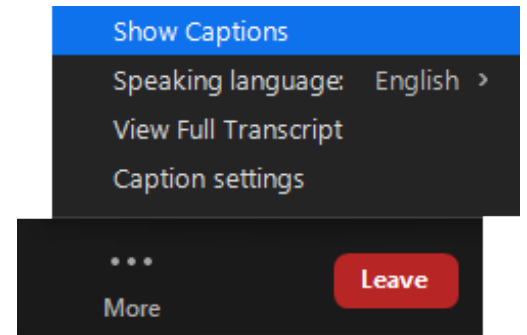 Show Captions
Speaking language: English >
View Full Transcript
Caption settings
Leave
More